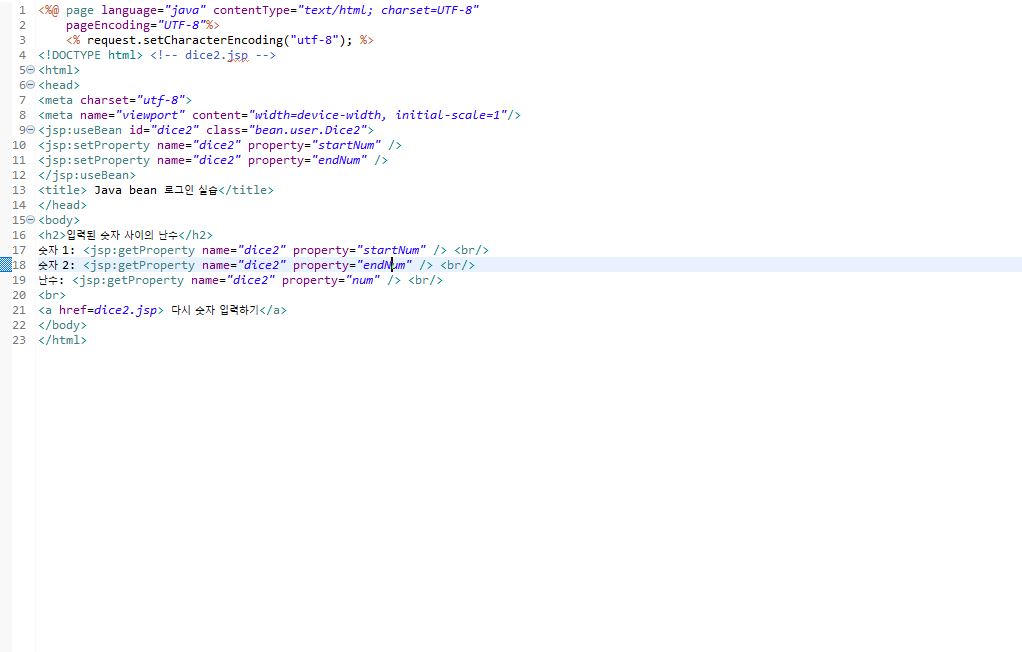 1 <%@ page language="java" contentType="text/html; charset=UTF-8"
2     pageEncoding="UTF-8"%>
3     <% request.setCharacterEncoding("utf-8"); %>
4 <!DOCTYPE html> <!-- dice2.jsp -->
5 <html>
6 <head>
7 <meta charset="utf-8">
8 <meta name="viewport" content="width=device-width, initial-scale=1"/>
9 <jsp:useBean id="dice2" class="bean.user.Dice2">
10 <jsp:setProperty name="dice2" property="startNum" />
11 <jsp:setProperty name="dice2" property="endNum" />
12 </jsp:useBean>
13 <title> Java bean 로그인 실습</title>
14 </head>
15 <body>
16 <h2>입력된 숫자 사이의 난수</h2>
17 숫자 1: <jsp:getProperty name="dice2" property="startNum" /> <br/>
18 숫자 2: <jsp:getProperty name="dice2" property="endNum" /> <br/>
19 난수: <jsp:getProperty name="dice2" property="num" /> <br/>
20 <br>
21 <a href=dice2.jsp> 다시 숫자 입력하기</a>
22 </body>
23 </html>